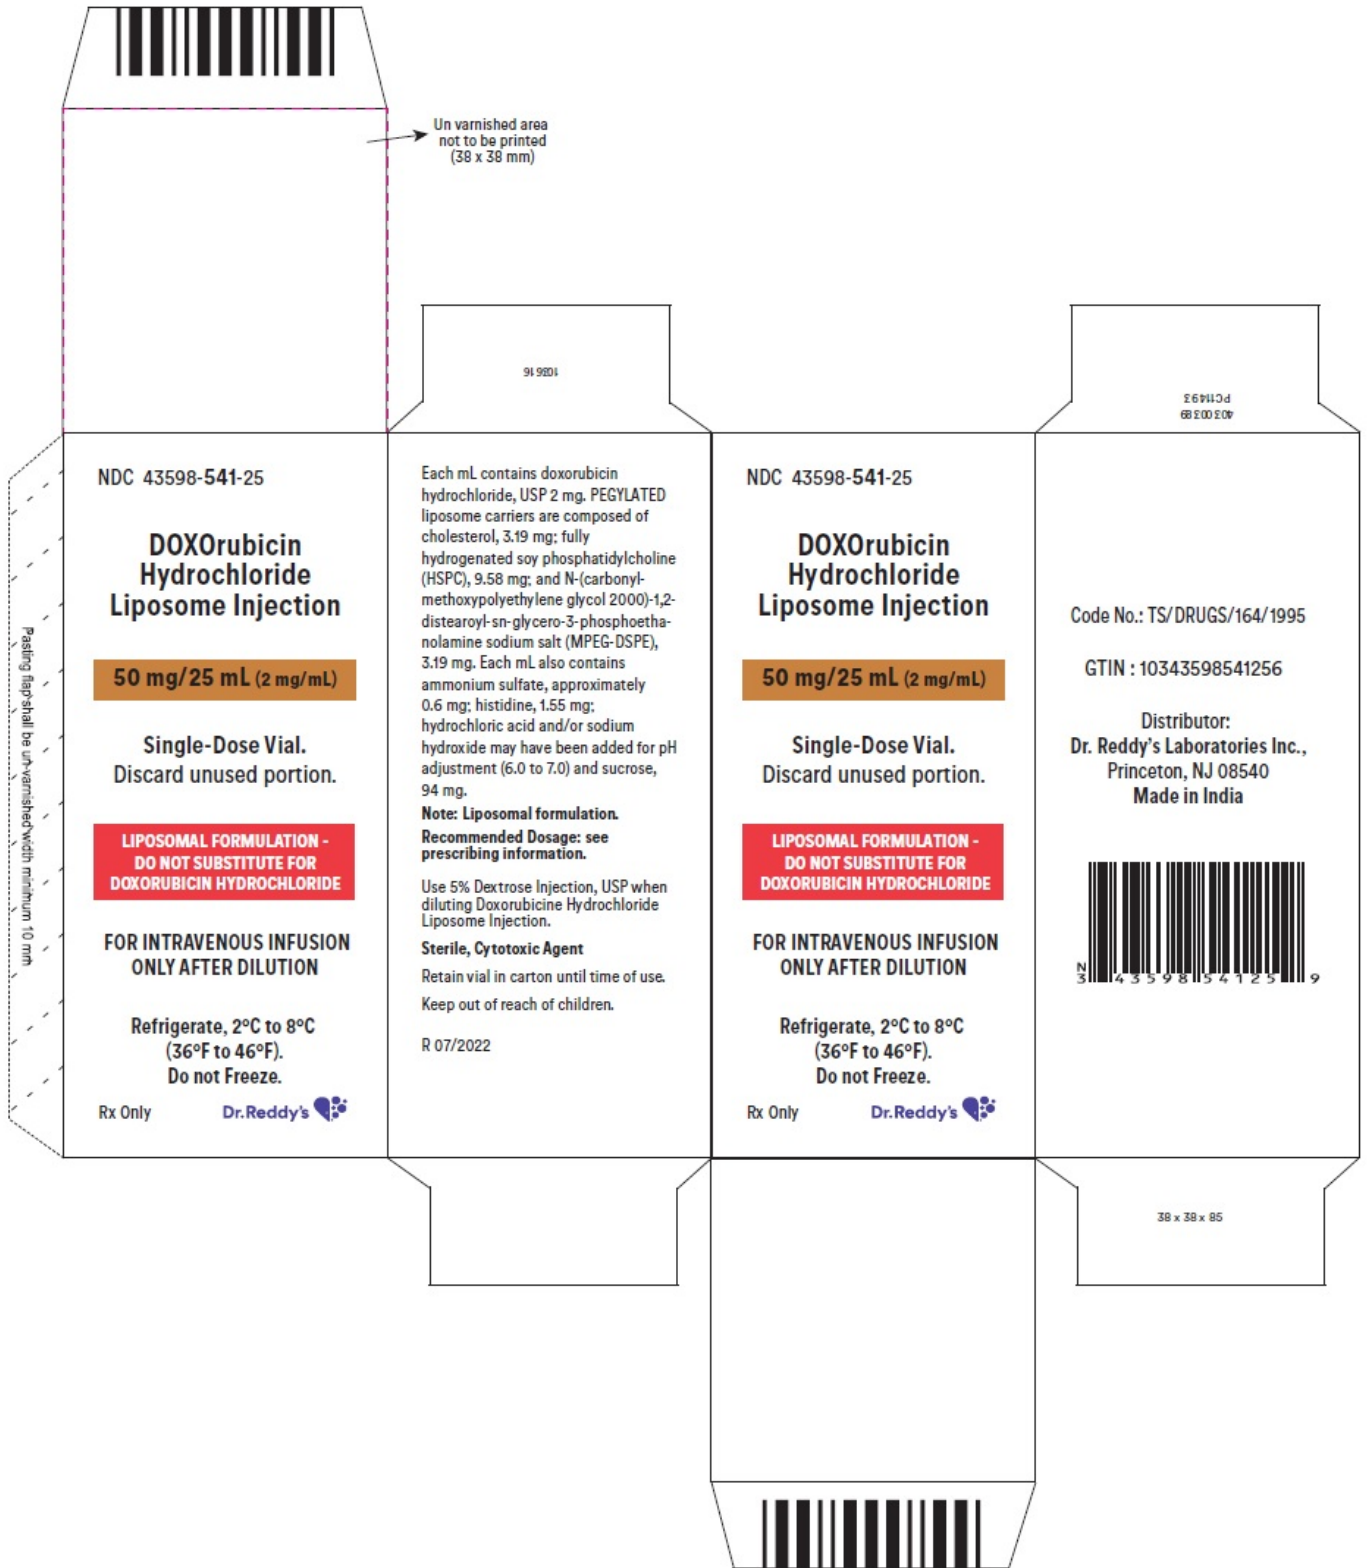 Un varnished area
not to be printed
(38 x 38 mm)
103616
4030389
PC11493
Pasting flap shall be un-varnished width minimum 10 mm
NDC 43598-541-25
DOXOrubicin
Hydrochloride
Liposome Injection
50 mg/25 mL (2 mg/mL)
Single-Dose Vial.
Discard unused portion.
LIPOSOMAL FORMULATION -
DO NOT SUBSTITUTE FOR
DOXORUBICIN HYDROCHLORIDE
FOR INTRAVENOUS INFUSION
ONLY AFTER DILUTION
Refrigerate, 2°C to 8°C
(36°F to 46°F).
Do not Freeze.
Rx Only
Dr.Reddy's
Each mL contains doxorubicin
hydrochloride, USP 2 mg. PEGYLATED
liposome carriers are composed of
cholesterol, 3.19 mg; fully
hydrogenated soy phosphatidylcholine
(HSPC), 9.58 mg; and N-(carbonyl-
methoxypolyethylene glycol 2000)-1,2-
distearoyl-sn-glycero-3-phosphoetha-
nolamine sodium salt (MPEG-DSPE),
3.19 mg. Each mL also contains
ammonium sulfate, approximately
0.6 mg; histidine, 1.55 mg;
hydrochloric acid and/or sodium
hydroxide may have been added for pH
adjustment (6.0 to 7.0) and sucrose,
94 mg.
Note: Liposomal formulation.
Recommended Dosage: see
prescribing information.
Use 5% Dextrose Injection, USP when
diluting Doxorubicine Hydrochloride
Liposome Injection.
Sterile, Cytotoxic Agent
Retain vial in carton until time of use.
Keep out of reach of children.
R 07/2022
NDC 43598-541-25
DOXOrubicin
Hydrochloride
Liposome Injection
50 mg/25 mL (2 mg/mL)
Single-Dose Vial.
Discard unused portion.
LIPOSOMAL FORMULATION -
DO NOT SUBSTITUTE FOR
DOXORUBICIN HYDROCHLORIDE
FOR INTRAVENOUS INFUSION
ONLY AFTER DILUTION
Refrigerate, 2°C to 8°C
(36°F to 46°F).
Do not Freeze.
Rx Only
Dr.Reddy's
Code No.: TS/DRUGS/164/1995
GTIN : 10343598541256
Distributor:
Dr. Reddy's Laboratories Inc.,
Princeton, NJ 08540
Made in India
N
3 43598 54125 9
38 x 38 x 85